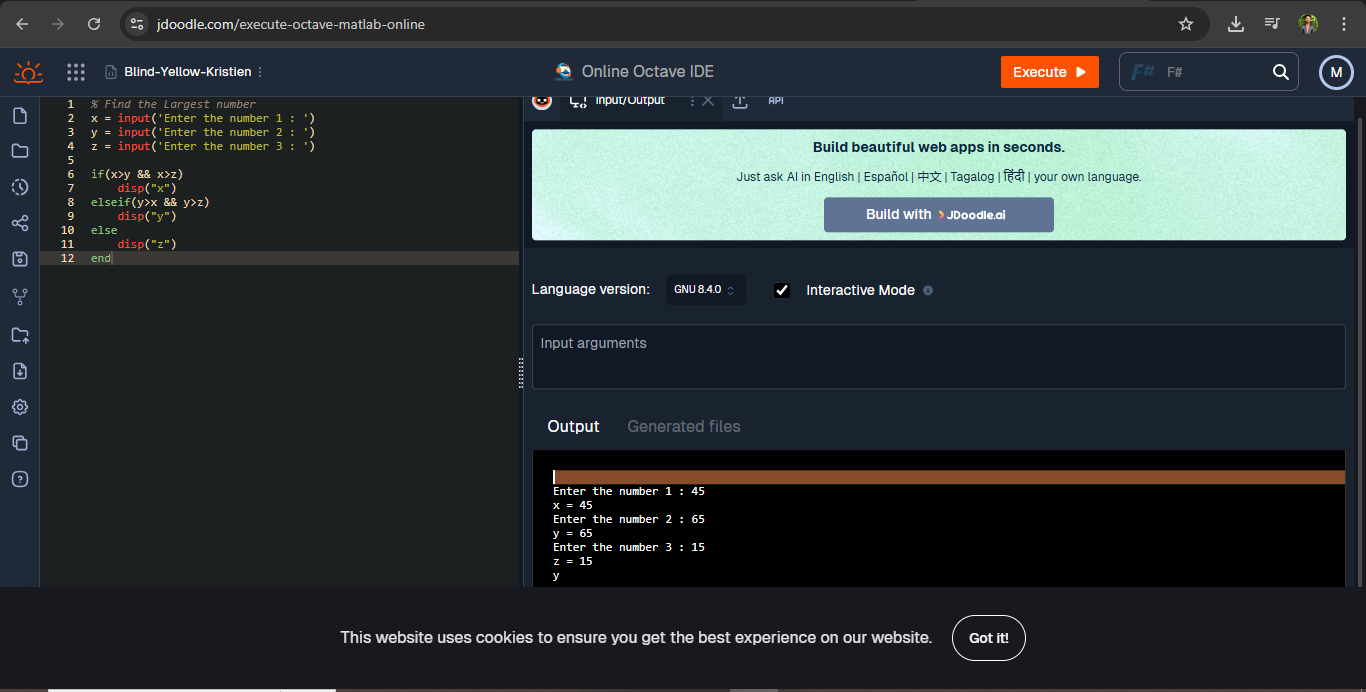 jdoodle.com/execute-octave-matlab-online
Blind-Yellow-Kristien
Online Octave IDE
Execute
F#
F#
M
1 % Find the Largest number
2 x = input('Enter the number 1 : ')
3 y = input('Enter the number 2 : ')
4 z = input('Enter the number 3 : ')
5
6 if(x>y && x>z)
7 disp("x")
8 elseif(y>x && y>z)
9 disp("y")
10 else
11 disp("z")
12 end
Input/Output
API
Build beautiful web apps in seconds.
Just ask AI in English | Español | 中文 | Tagalog | हिंदी | your own language.
Build with JDoodle.ai
Language version: GNU 8.4.0 Interactive Mode
Input arguments
Output Generated files
Enter the number 1 : 45
x = 45
Enter the number 2 : 65
y = 65
Enter the number 3 : 15
z = 15
y
This website uses cookies to ensure you get the best experience on our website. Got it!